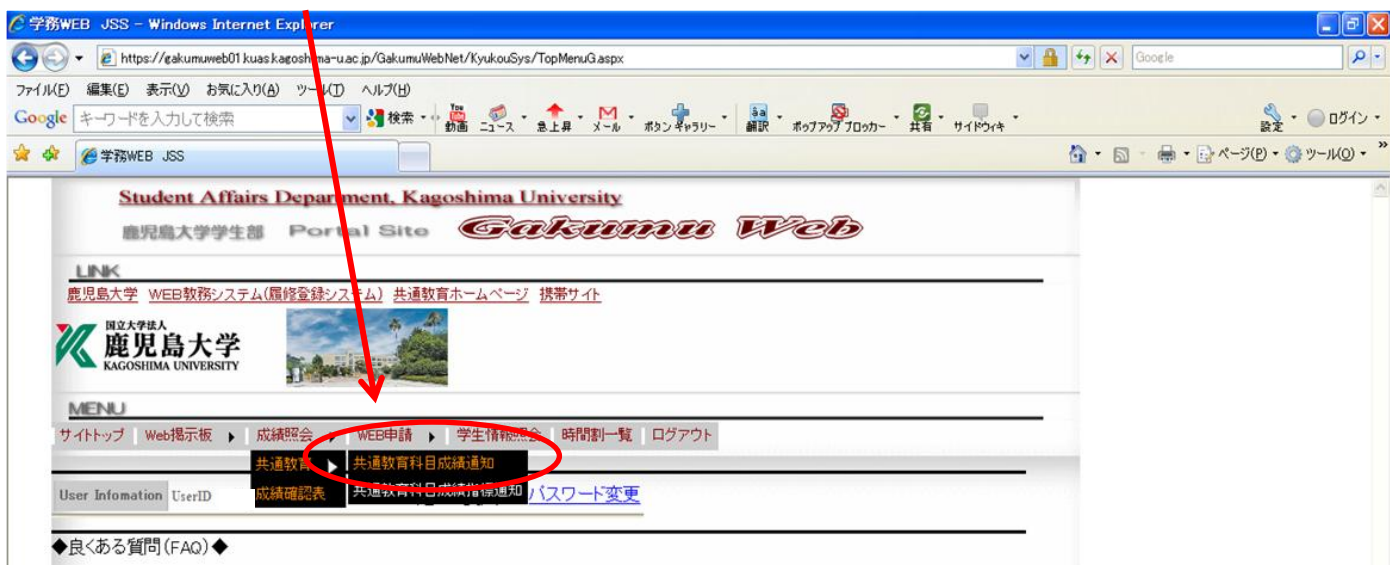 学務WEB JSS - Windows Internet Explorer
https://gakumuweb01.kuas.kagoshima-u.ac.jp/GakumuWebNet/KyukouSys/TopMenuG.aspx
Google
ファイル(F) 編集(E) 表示(V) お気に入り(A) ツール(T) ヘルプ(H)
Google キーワードを入力して検索 検索 You 動画 ニュース 急上昇 メール ボタン ギャラリー 翻訳 ポップアップ ブロッカー 共有 サイドウィキ 設定 ログイン
学務WEB JSS ページ(P) ツール(O) »
Student Affairs Department, Kagoshima University
鹿児島大学学生部 Portal Site Gakumu Web
LINK
鹿児島大学 WEB教務システム(履修登録システム) 共通教育ホームページ 携帯サイト
国立大学法人
鹿児島大学
KAGOSHIMA UNIVERSITY
MENU
サイトトップ Web掲示板 成績照会 WEB申請 学生情報照会 時間割一覧 ログアウト
共通教育 共通教育科目成績通知
User Infomation UserID 成績確認表 共通教育科目成績指標通知 パスワード変更
◆良くある質問(FAQ)◆